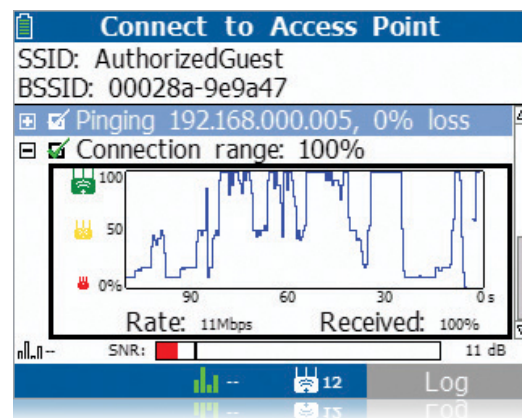 Connect to Access Point
SSID: AuthorizedGuest
BSSID: 00028a-9e9a47
Pinging 192.168.000.005, 0% loss
Connection range: 100%
100
50
0%
90 60 30 0 s
Rate: 11Mbps Received: 100%
-- SNR: 11 dB
-- 12 Log